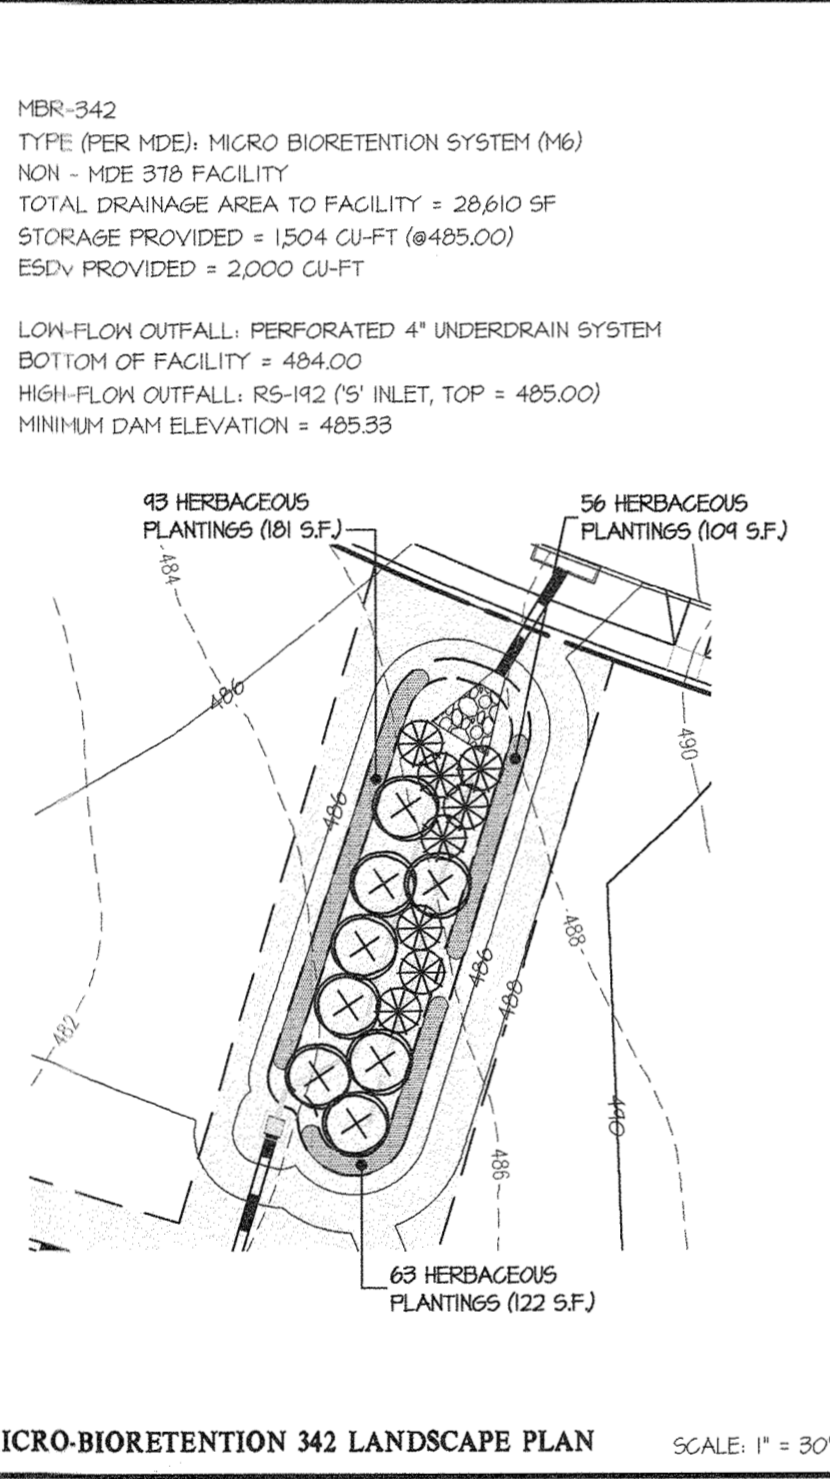 MBR-342
TYPE (PER MDE): MICRO BIORETENTION SYSTEM (M6)
NON - MDE 378 FACILITY
TOTAL DRAINAGE AREA TO FACILITY = 28,610 SF
STORAGE PROVIDED = 1,504 CU-FT (@485.00)
ESDv PROVIDED = 2,000 CU-FT
LOW-FLOW OUTFALL: PERFORATED 4" UNDERDRAIN SYSTEM
BOTTOM OF FACILITY = 484.00
HIGH-FLOW OUTFALL: RS-192 ('S' INLET, TOP = 485.00)
MINIMUM DAM ELEVATION = 485.33
93 HERBACEOUS
PLANTINGS (181 S.F.)
56 HERBACEOUS
PLANTINGS (109 S.F.)
484
486
490
486
488
486
488
482
490
486
63 HERBACEOUS
PLANTINGS (122 S.F.)
ICRO-BIORETENTION 342 LANDSCAPE PLAN
SCALE: 1" = 30'